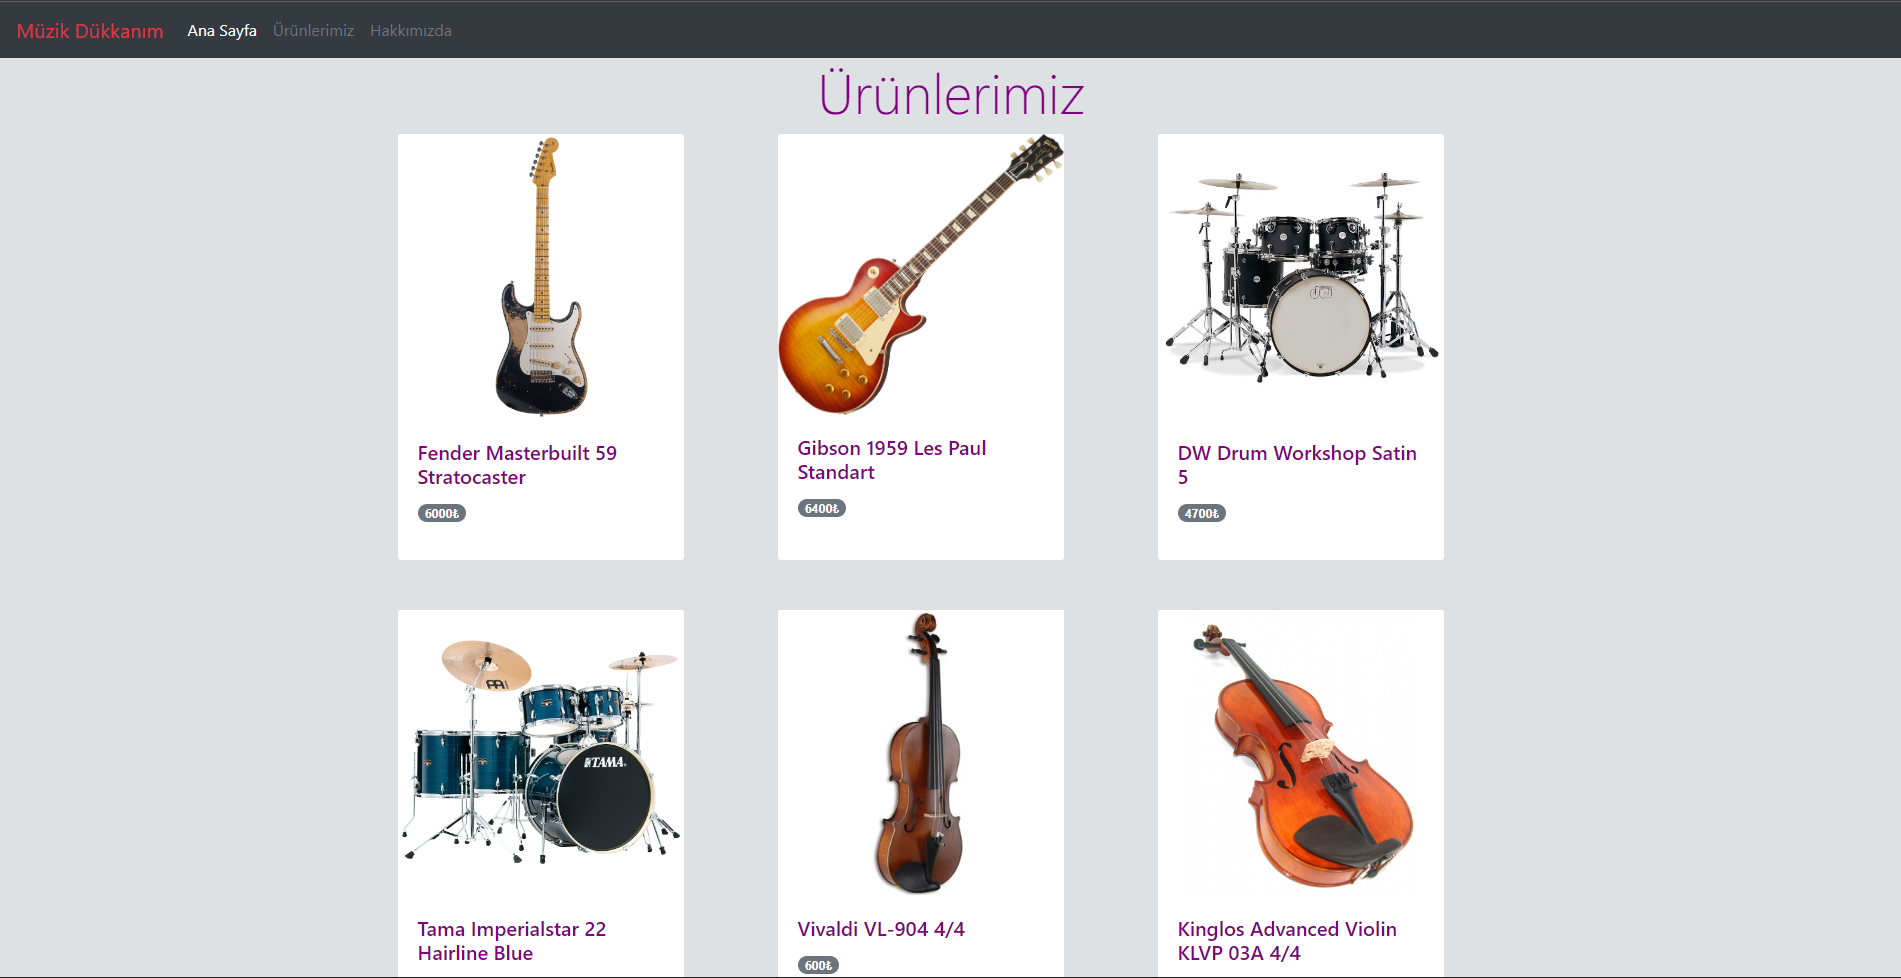 Müzik Dükkanım Ana Sayfa Ürünlerimiz Hakkımızda
Ürünlerimiz
Fender Masterbuilt 59
Stratocaster
6000₺
Gibson 1959 Les Paul
Standart
6400₺
DW Drum Workshop Satin
5
4700₺
TAMA
Tama Imperialstar 22
Hairline Blue
Vivaldi VL-904 4/4
600₺
Kinglos Advanced Violin
KLVP 03A 4/4